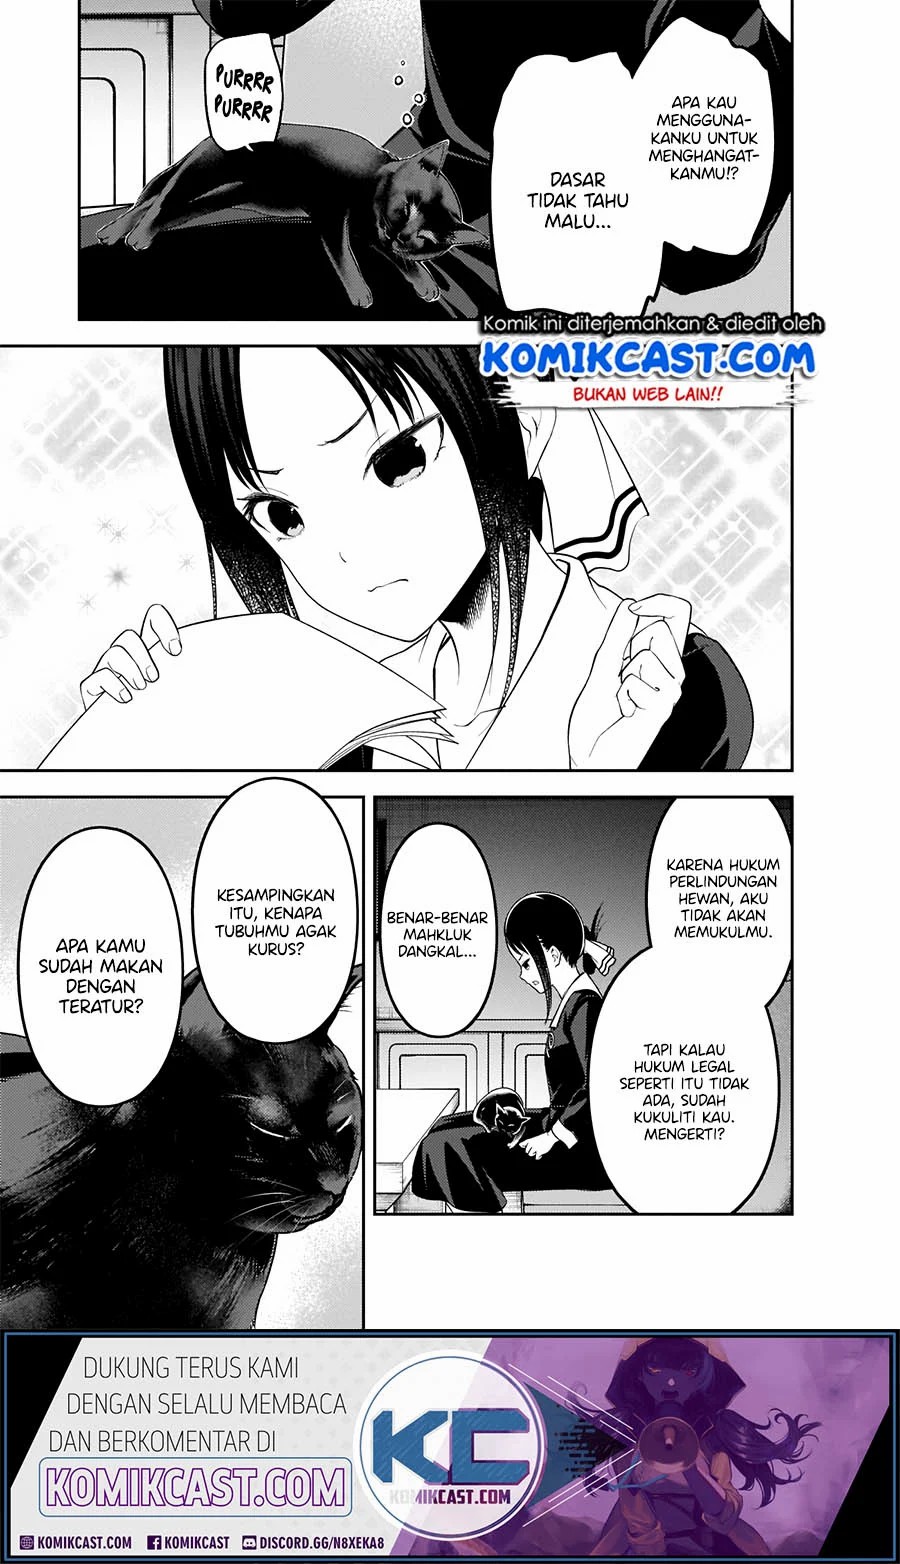 APA KAU
MENGGUNA-
KANKU UNTUK
MENGHANGAT-
KANMU!?
DASAR
TIDAK TAHU
MALU...
PURRRR
PURRRR
Komik ini diterjemahkan & diedit oleh
KOMIKCAST.COM
BUKAN WEB LAIN!!
KARENA HUKUM
PERLINDUNGAN
HEWAN, AKU
TIDAK AKAN
MEMUKULMU.
TAPI KALAU
HUKUM LEGAL
SEPERTI ITU TIDAK
ADA, SUDAH
KUKULITI KAU.
MENGERTI?
BENAR-BENAR
MAHKLUK
DANGKAL...
KESAMPINGKAN
ITU, KENAPA
TUBUHMU AGAK
KURUS?
APA KAMU
SUDAH MAKAN
DENGAN
TERATUR?
DUKUNG TERUS KAMI
DENGAN SELALU MEMBACA
DAN BERKOMENTAR DI
KOMIKCAST.COM
KC
KOMIKCAST.COM
KOMIKCAST.COM
KOMIKCAST
DISCORD.GG/N8XEKA8